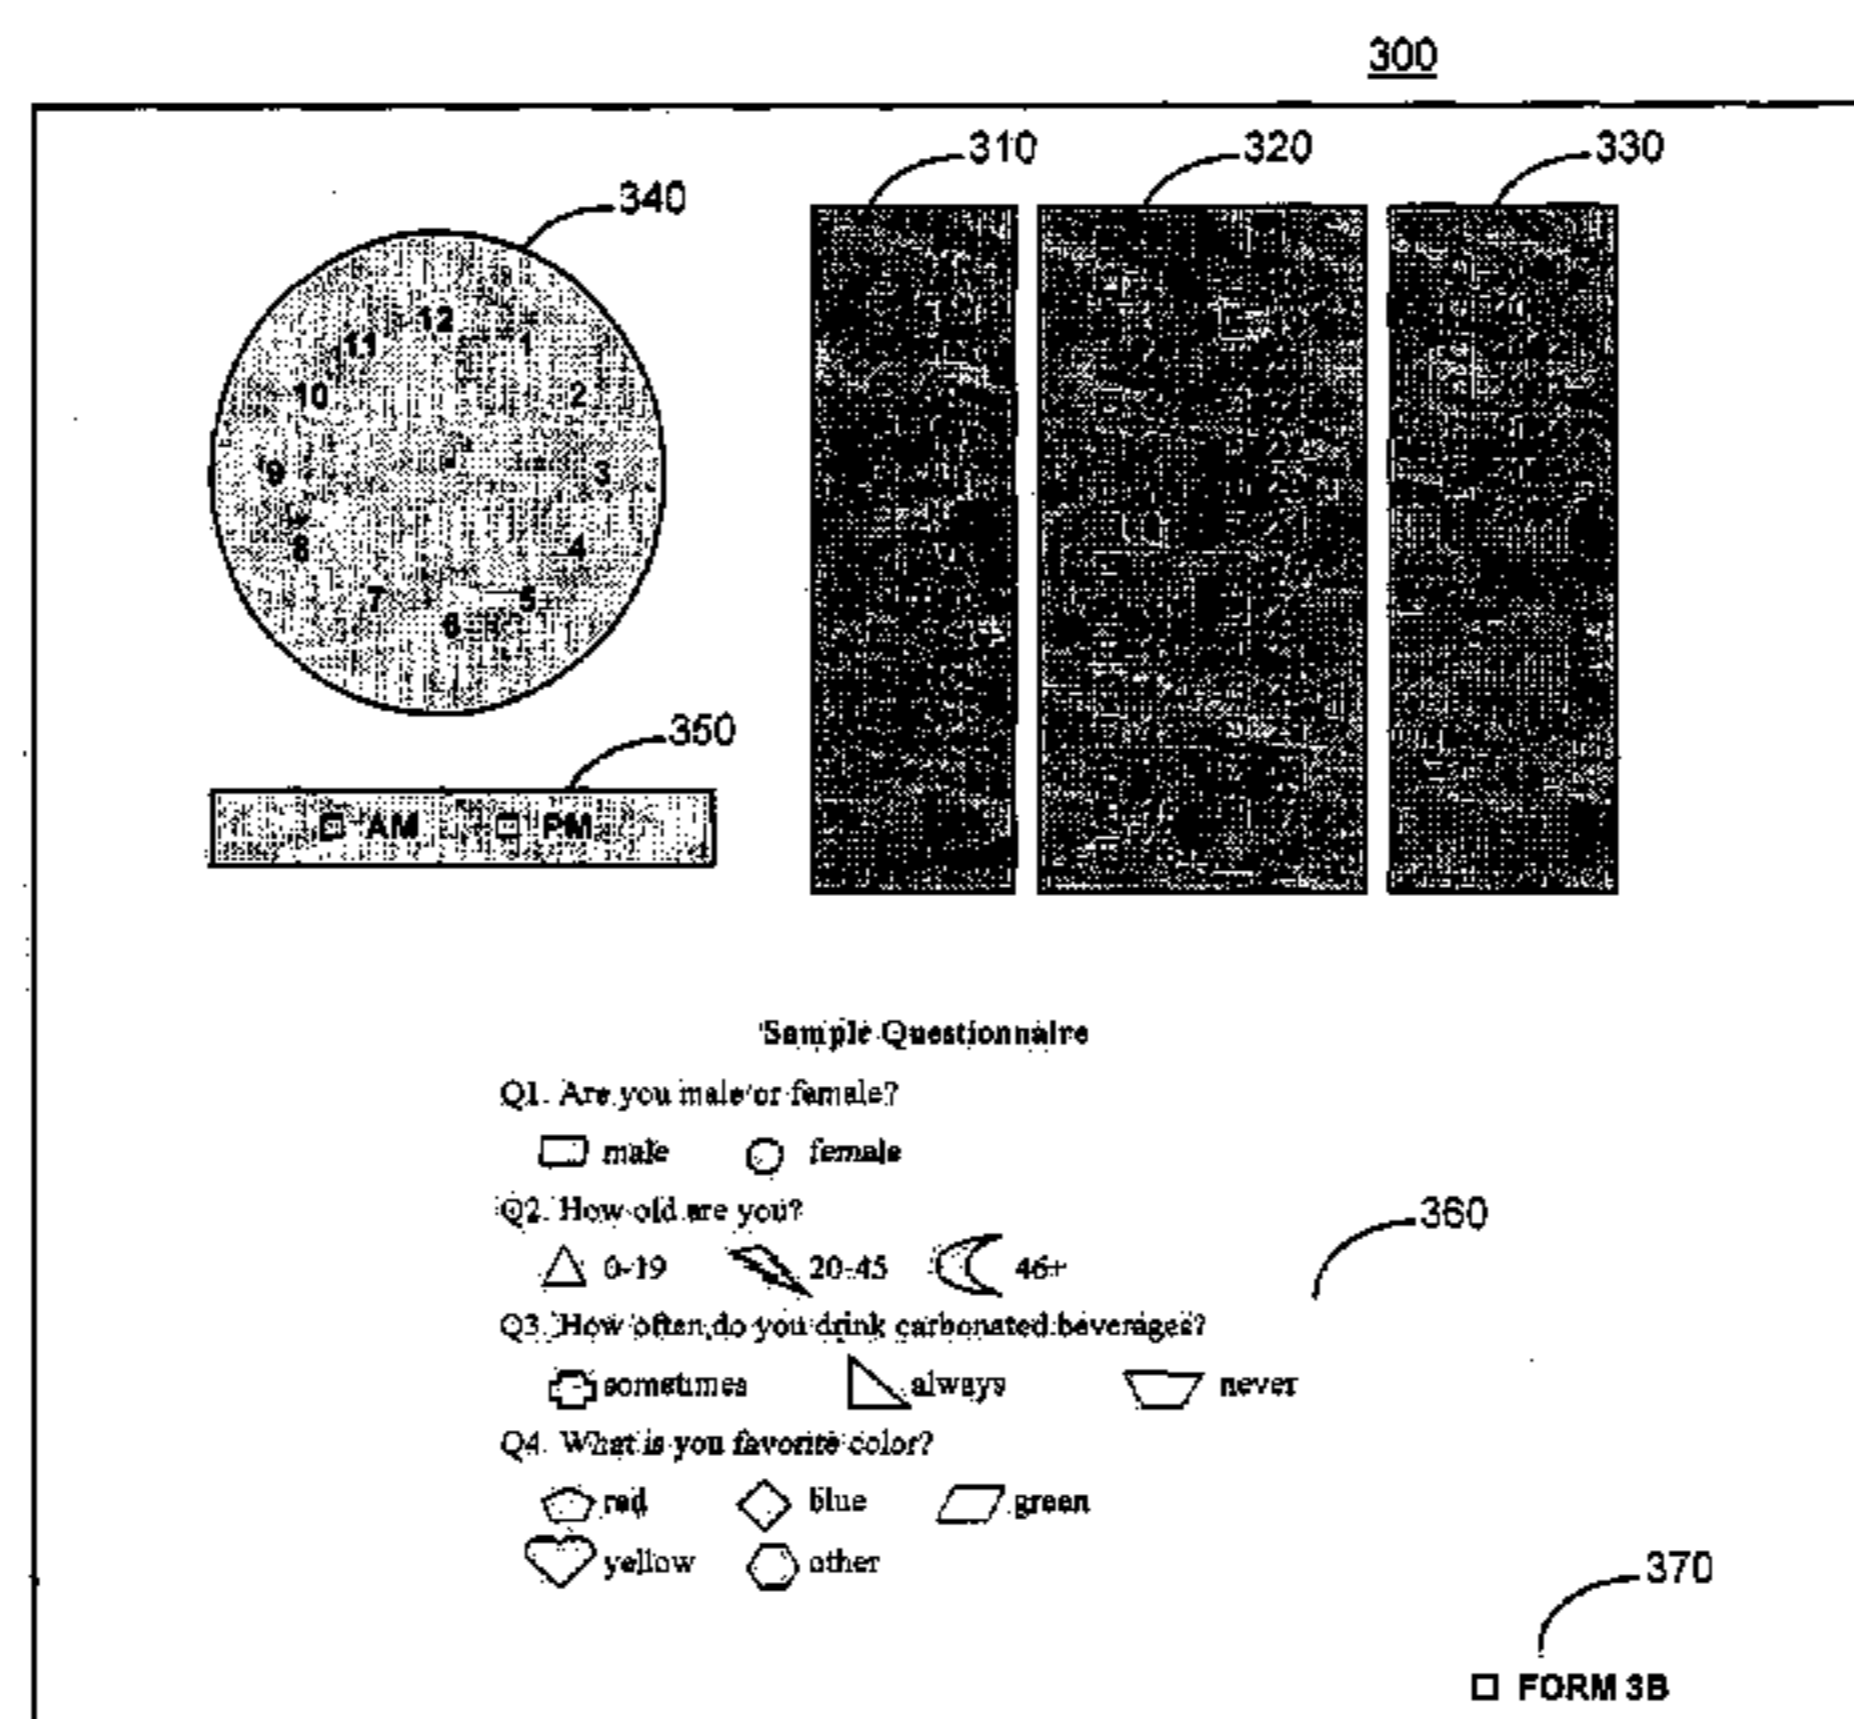 300
310 320 330
340
12
11 1
10 2
9 3
8 4
7 5
6
350
AM PM
Sample Questionnaire
Q1. Are you male or female?
male female
Q2. How old are you?
0-19 20-45 46+
360
Q3. How often do you drink carbonated beverages?
sometimes always never
Q4. What is you favorite color?
red blue green
yellow other
370
FORM 3B